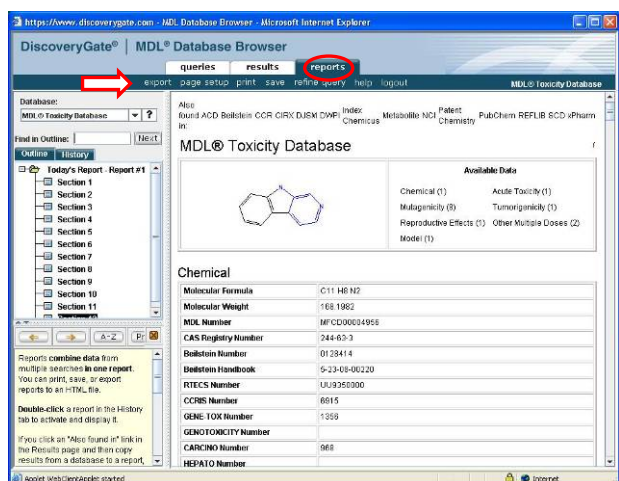 https://www.discoverygate.com - MDL Database Browser - Microsoft Internet Explorer
DiscoveryGate® | MDL® Database Browser
queries results reports
export page setup print save refine query help logout MDL® Toxicity Database
Database:
MDL® Toxicity Database ?
Find in Outline: Next
Outline History
Today's Report - Report #1
Section 1
Section 2
Section 3
Section 4
Section 5
Section 6
Section 7
Section 8
Section 9
Section 10
Section 11
A-Z Pr
Reports combine data from
multiple searches in one report.
You can print, save, or export
reports to an HTML file.
Double-click a report in the History
tab to activate and display it.
If you click an "Also found in" link in
the Results page and then copy
results from a database to a report,
Also
found ACD Beilstein CCR CIRX DJSM DWPI Index Chemicus Metabolite NCI Patent Chemistry PubChem REFLIB SCD xPharm
in:
MDL® Toxicity Database
N
N
Available Data
Chemical (1) Acute Toxicity (1)
Mutagenicity (8) Tumorigenicity (1)
Reproductive Effects (1) Other Multiple Doses (2)
Model (1)
Chemical
Molecular Formula C11 H8 N2
Molecular Weight 168.1982
MDL Number MFCD00004956
CAS Registry Number 244-63-3
Beilstein Number 0128414
Beilstein Handbook 5-23-08-00220
RTECS Number UU9350000
CCRIS Number 6915
GENE-TOX Number 1356
GENOTOXICITY Number
CARCINO Number 968
HEPATO Number
Applet WebClientApplet started Internet